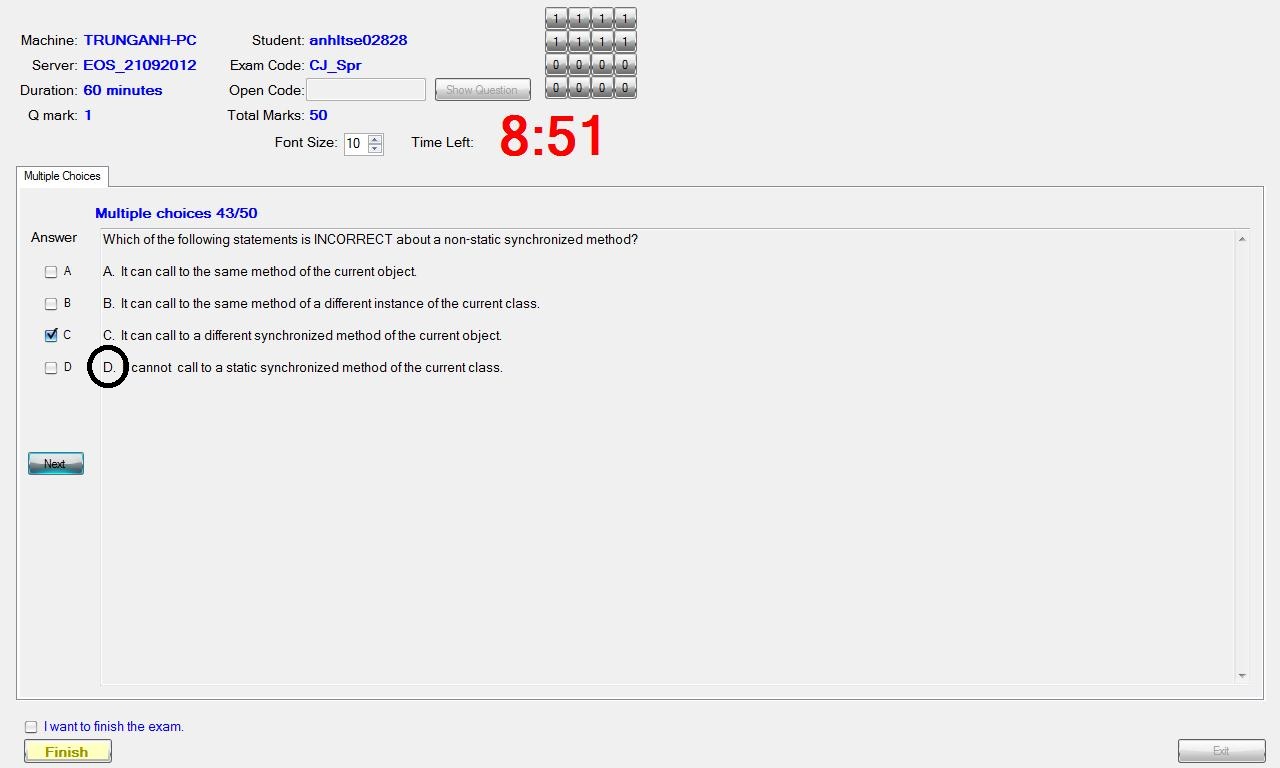 Machine: TRUNGANH-PC Student: anhltse02828
Server: EOS_21092012 Exam Code: CJ_Spr
Duration: 60 minutes Open Code: Show Question
Q mark: 1 Total Marks: 50
Font Size: 10 Time Left: 8:51
1 1 1 1
1 1 1 1
0 0 0 0
0 0 0 0
Multiple Choices
Multiple choices 43/50
Answer Which of the following statements is INCORRECT about a non-static synchronized method?
A A. It can call to the same method of the current object.
B B. It can call to the same method of a different instance of the current class.
C C. It can call to a different synchronized method of the current object.
D D. cannot call to a static synchronized method of the current class.
Next
I want to finish the exam.
Finish Exit